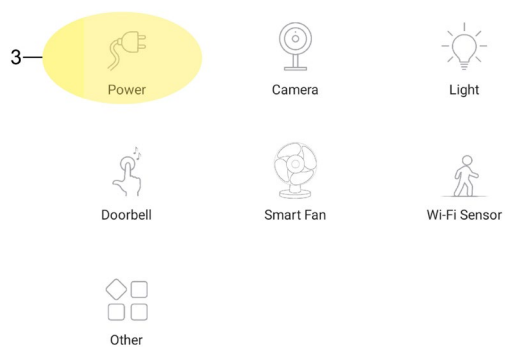 3
Power
Camera
Light
Doorbell
Smart Fan
Wi-Fi Sensor
Other